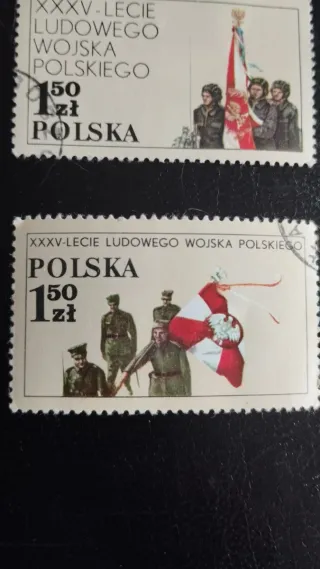 XXXV-LECIE
LUDOWEGO
WOJSKA
POLSKIEGO
1 50 zł
POLSKA
XXXV-LECIE LUDOWEGO WOJSKA POLSKIEGO
POLSKA
1 50 zł